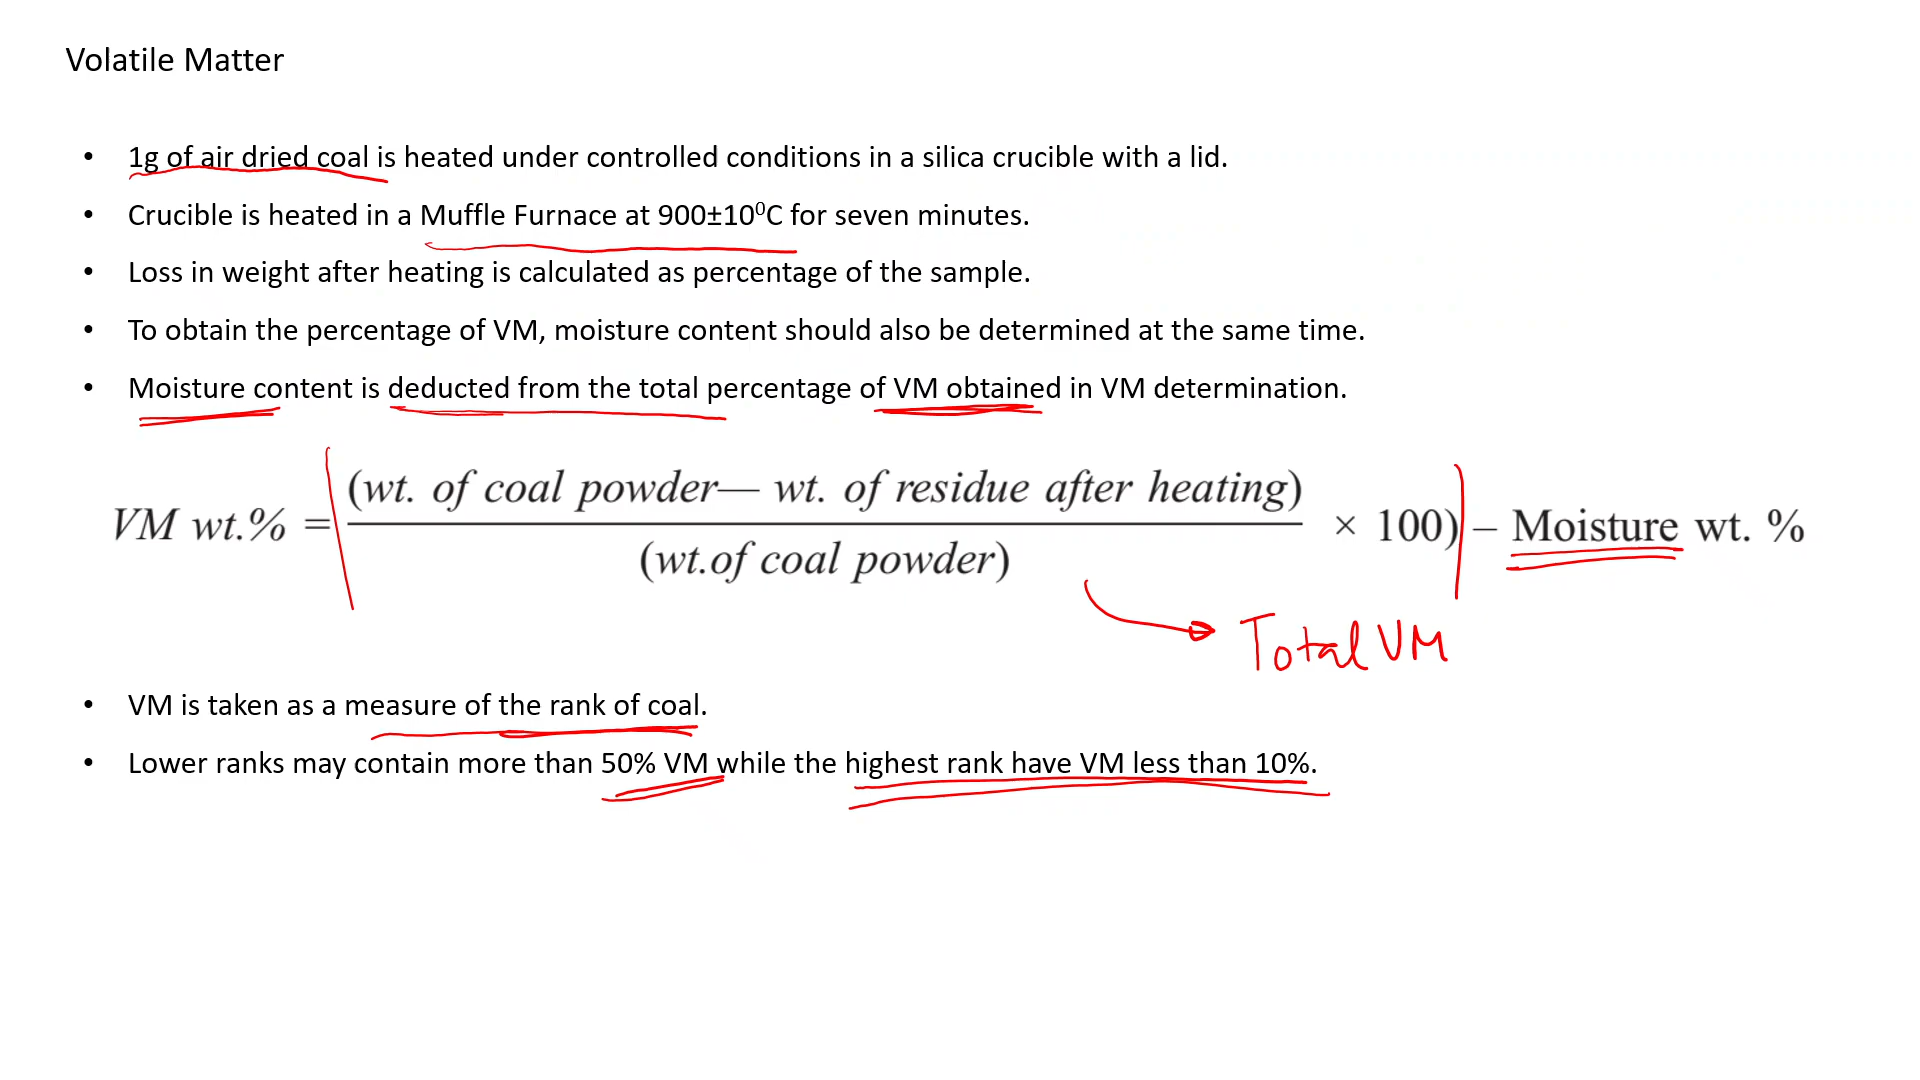 Volatile Matter
• 1g of air dried coal is heated under controlled conditions in a silica crucible with a lid.
• Crucible is heated in a Muffle Furnace at 900±10⁰C for seven minutes.
• Loss in weight after heating is calculated as percentage of the sample.
• To obtain the percentage of VM, moisture content should also be determined at the same time.
• Moisture content is deducted from the total percentage of VM obtained in VM determination.
(wt. of coal powder— wt. of residue after heating)
VM wt.% = × 100) – Moisture wt. %
(wt.of coal powder)
Total VM
• VM is taken as a measure of the rank of coal.
• Lower ranks may contain more than 50% VM while the highest rank have VM less than 10%.